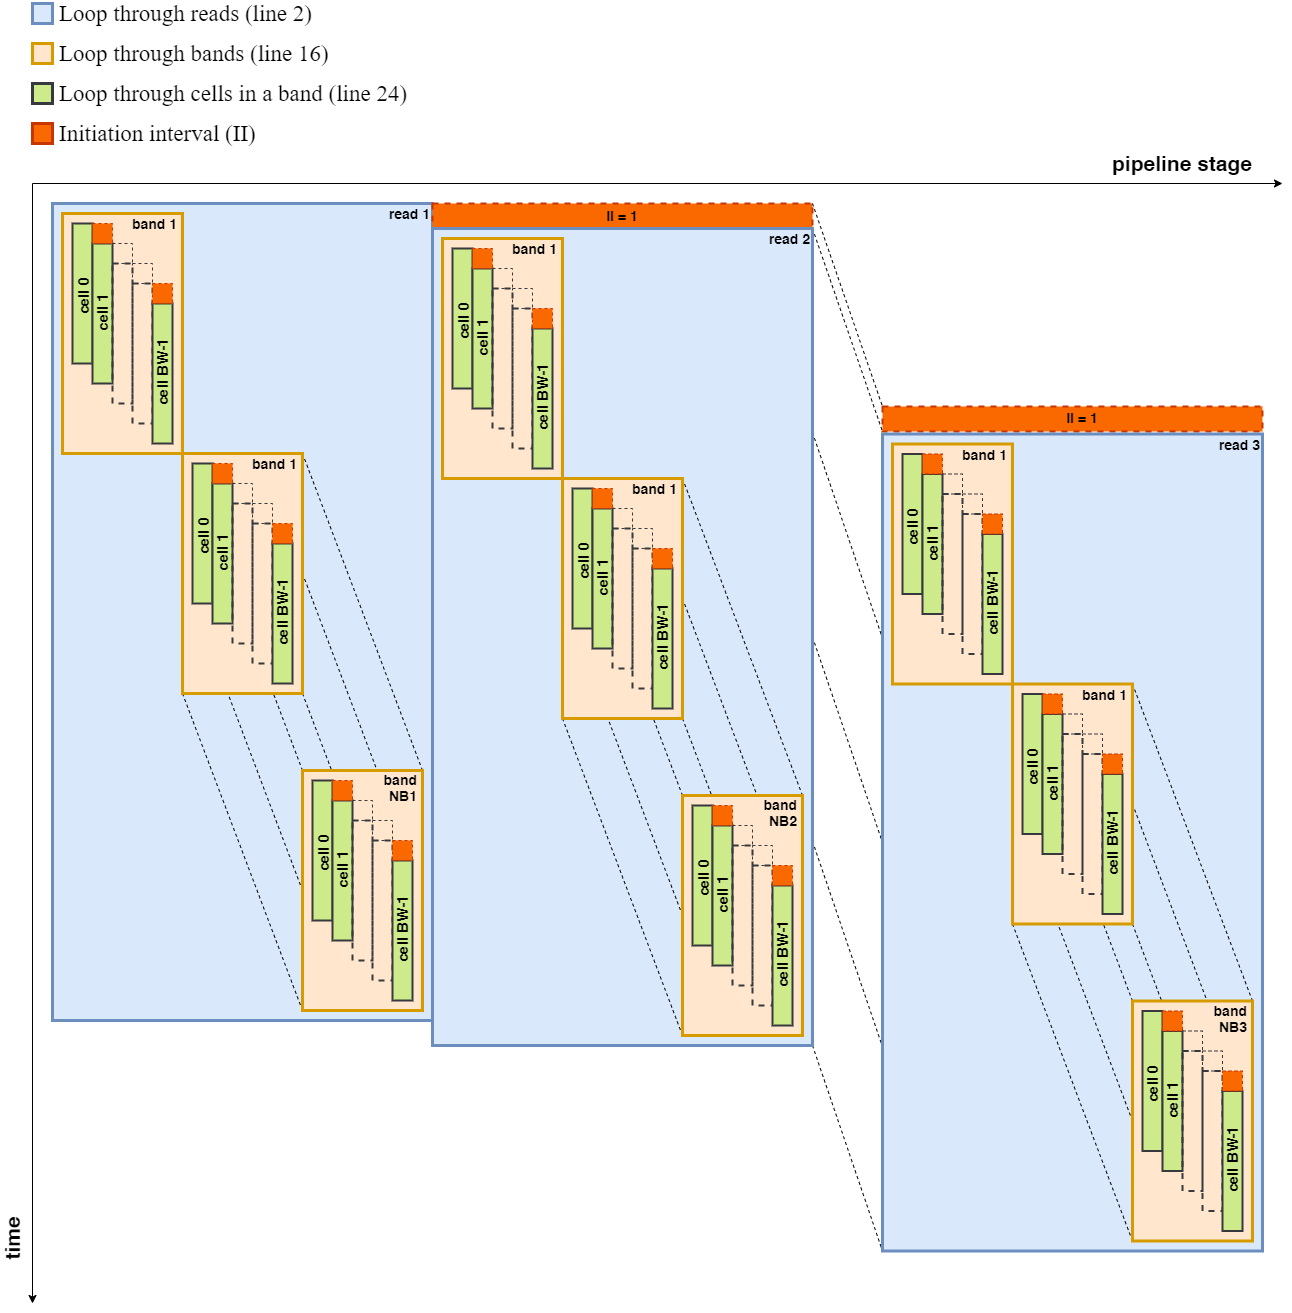 Loop through reads (line 2)
Loop through bands (line 16)
Loop through cells in a band (line 24)
Initiation interval (II)
pipeline stage
time
read 1
band 1
cell 0
cell 1
cell BW-1
band 1
cell 0
cell 1
cell BW-1
band
NB1
cell 0
cell 1
cell BW-1
II = 1
read 2
band 1
cell 0
cell 1
cell BW-1
band 1
cell 0
cell 1
cell BW-1
band
NB2
cell 0
cell 1
cell BW-1
II = 1
read 3
band 1
cell 0
cell 1
cell BW-1
band 1
cell 0
cell 1
cell BW-1
band
NB3
cell 0
cell 1
cell BW-1